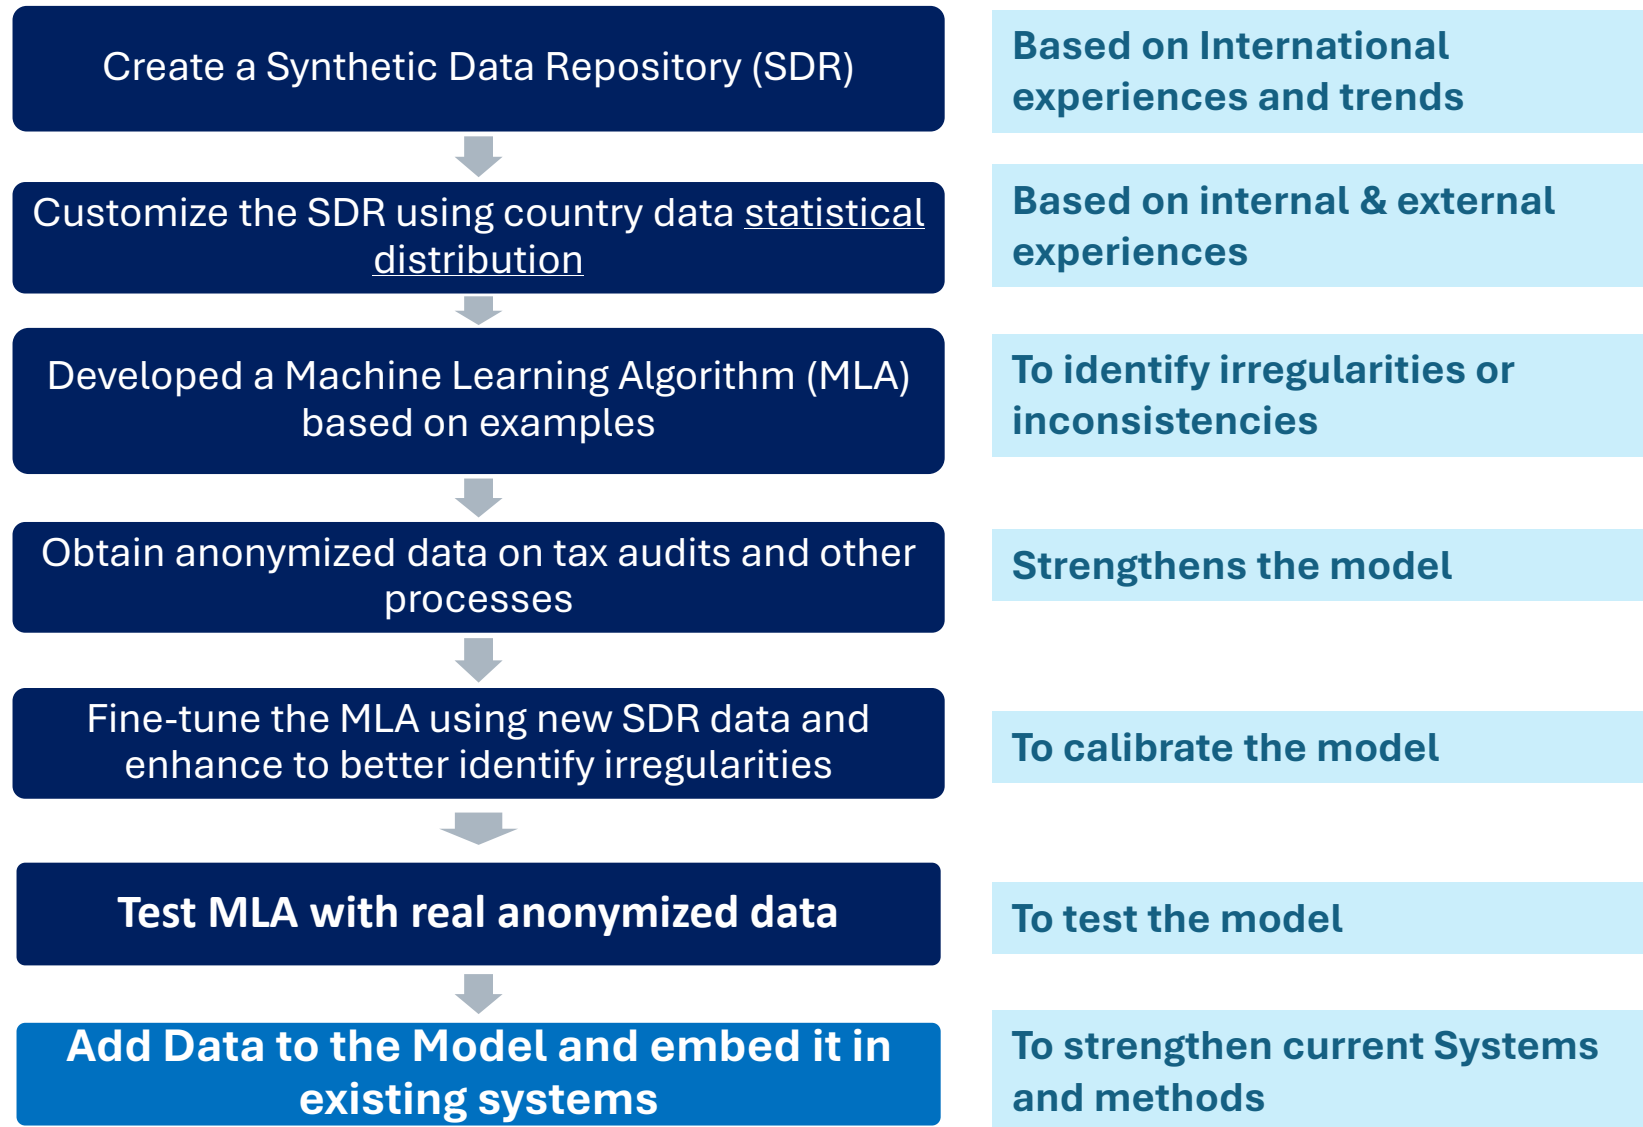 Create a Synthetic Data Repository (SDR)
Based on International
experiences and trends
Customize the SDR using country data statistical
distribution
Based on internal & external
experiences
Developed a Machine Learning Algorithm (MLA)
based on examples
To identify irregularities or
inconsistencies
Obtain anonymized data on tax audits and other
processes
Strengthens the model
Fine-tune the MLA using new SDR data and
enhance to better identify irregularities
To calibrate the model
Test MLA with real anonymized data
To test the model
Add Data to the Model and embed it in
existing systems
To strengthen current Systems
and methods